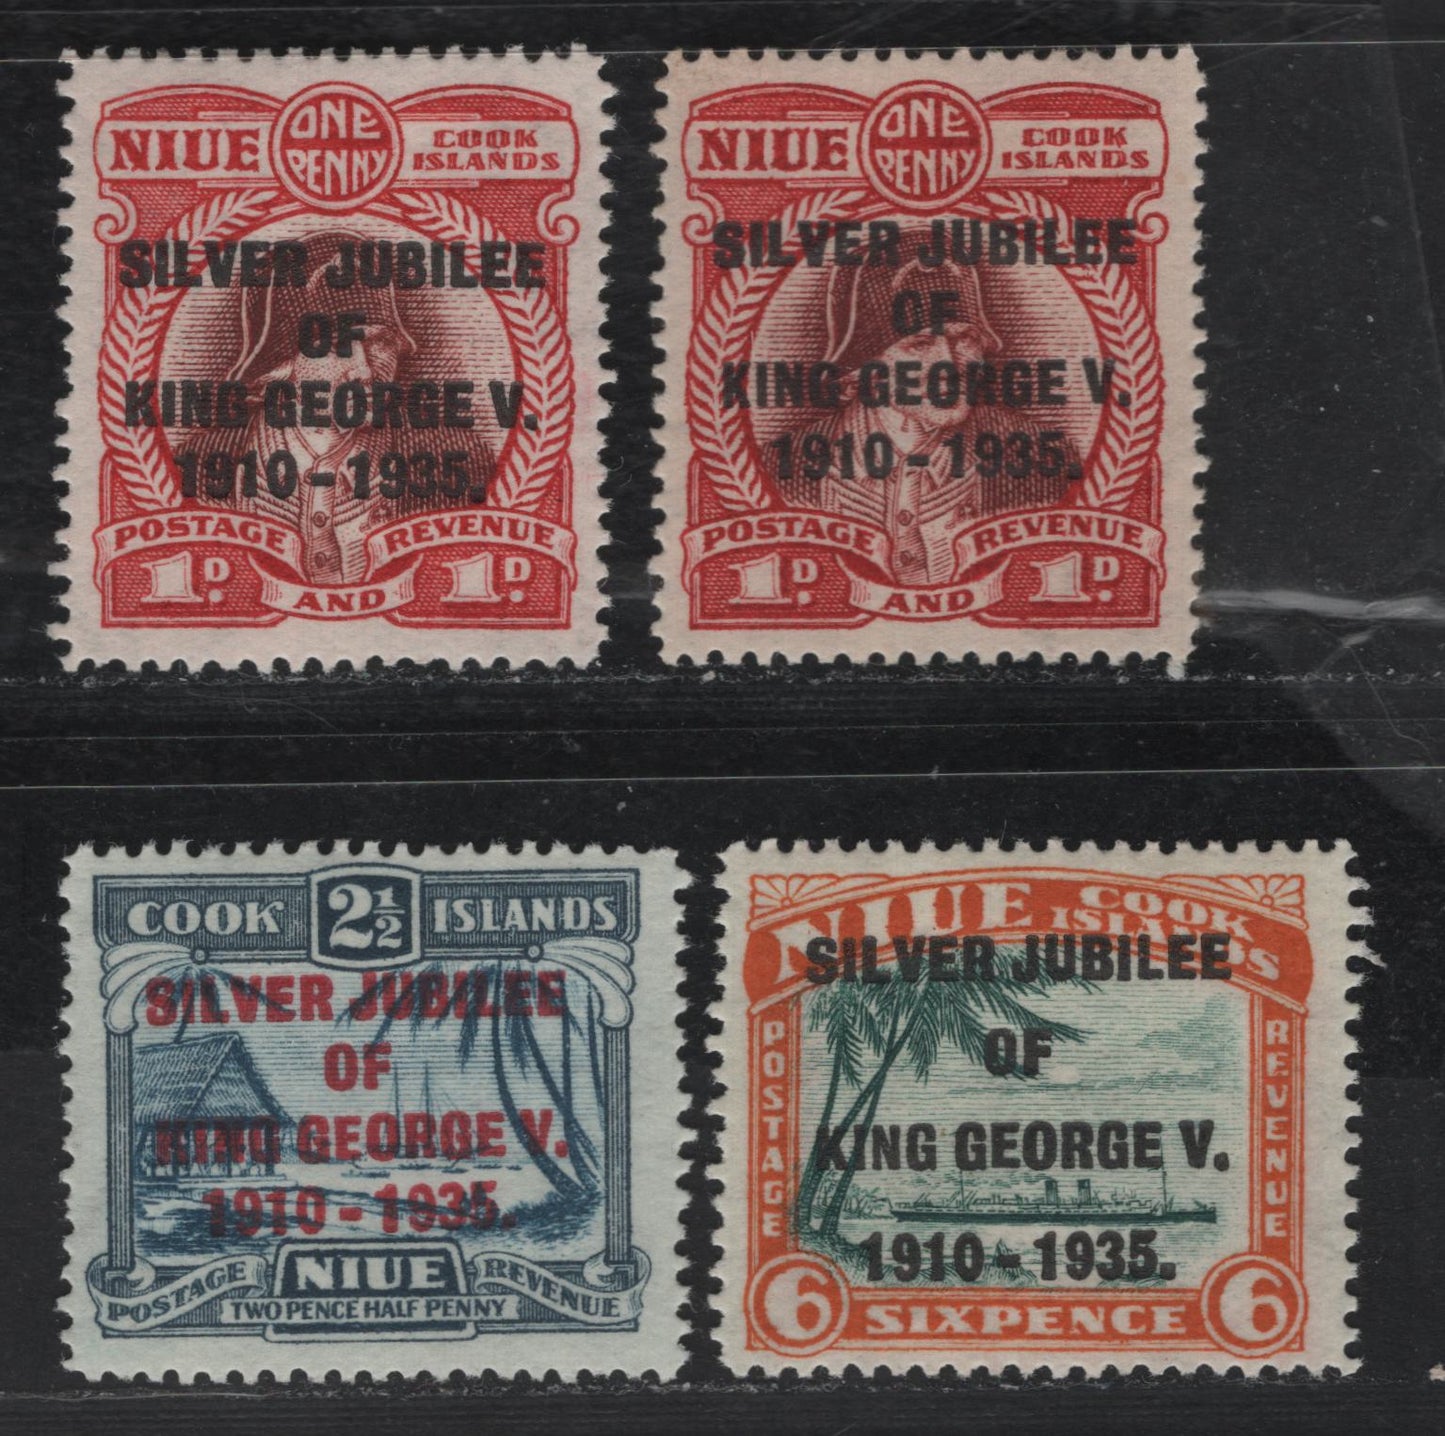 NIUE ONE PENNY COOK ISLANDS
SILVER JUBILEE
OF
KING GEORGE V.
1910 - 1935.
POSTAGE AND REVENUE
1D. 1D.
NIUE ONE PENNY COOK ISLANDS
SILVER JUBILEE
OF
KING GEORGE V.
1910 - 1935.
POSTAGE AND REVENUE
1D. 1D.
COOK 2½ ISLANDS
SILVER JUBILEE
OF
KING GEORGE V.
1910 - 1935.
POSTAGE NIUE REVENUE
TWO PENCE HALF PENNY
NIUE COOK ISLANDS
SILVER JUBILEE
OF
KING GEORGE V.
1910 - 1935.
POSTAGE
REVENUE
6 SIXPENCE 6